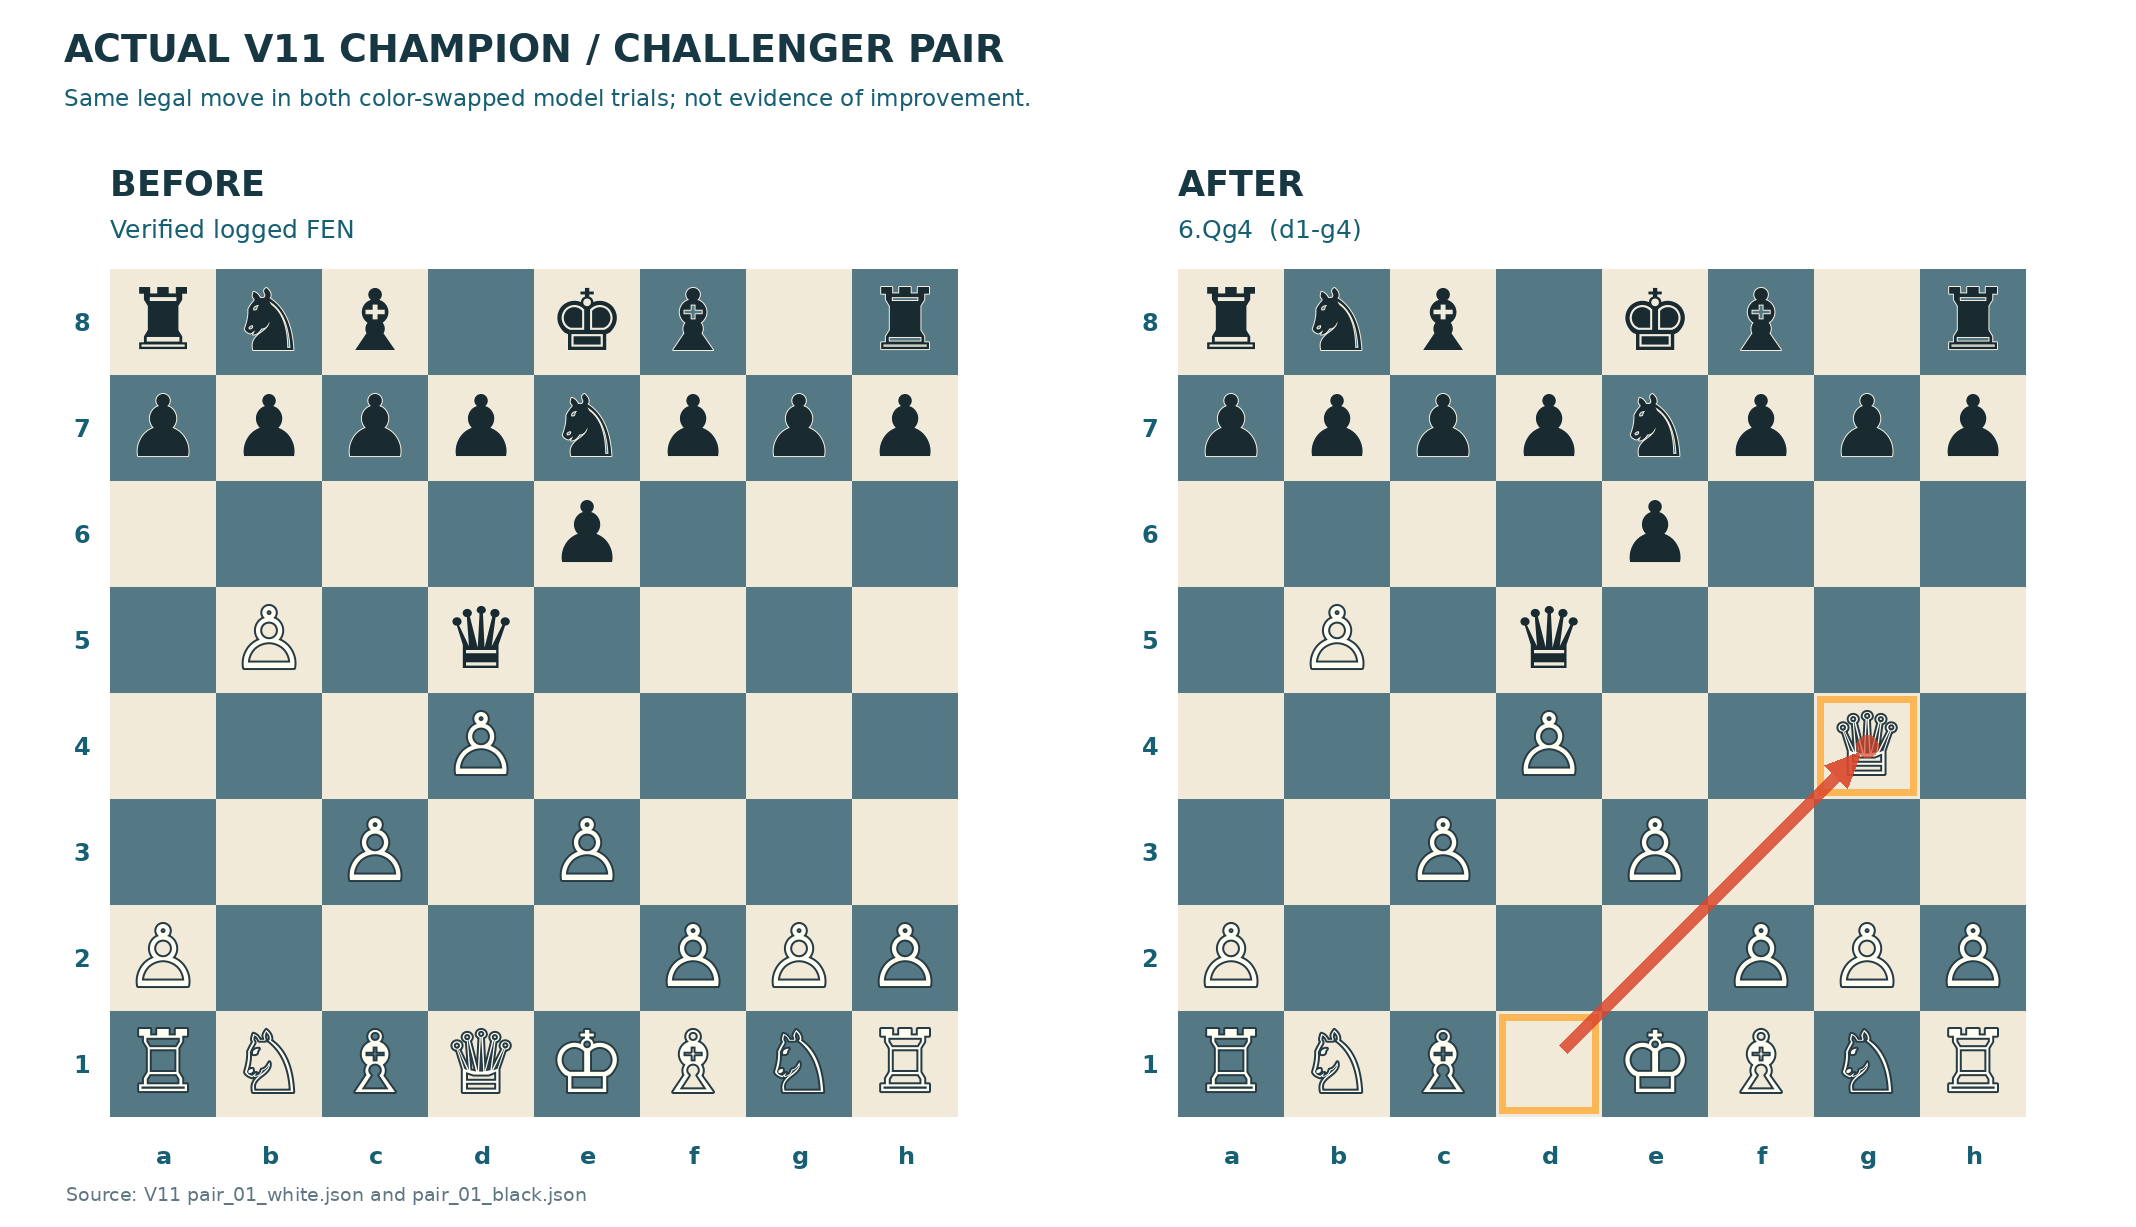 ACTUAL V11 CHAMPION / CHALLENGER PAIR
Same legal move in both color-swapped model trials; not evidence of improvement.
BEFORE
Verified logged FEN
8
7
6
5
4
3
2
1
a b c d e f g h
AFTER
6.Qg4 (d1-g4)
8
7
6
5
4
3
2
1
a b c d e f g h
Source: V11 pair_01_white.json and pair_01_black.json